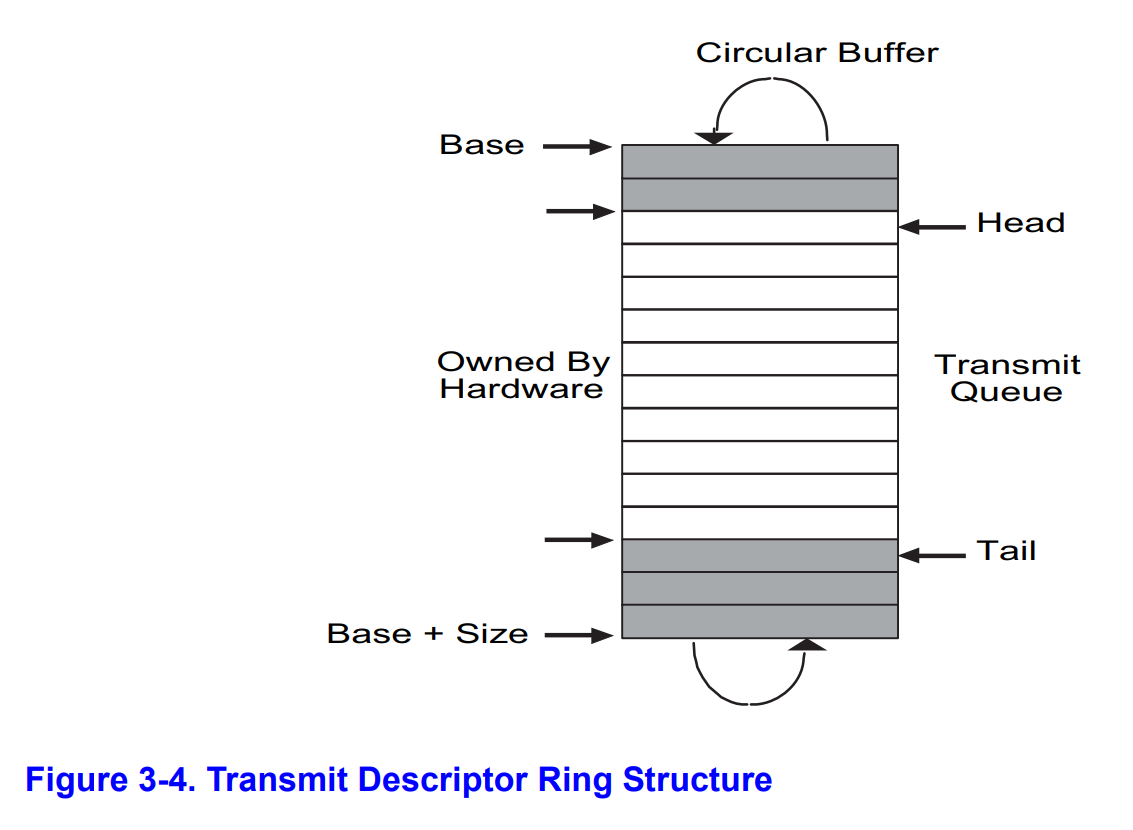 Circular Buffer
Base
Head
Owned By
Hardware
Transmit
Queue
Tail
Base + Size
Figure 3-4. Transmit Descriptor Ring Structure